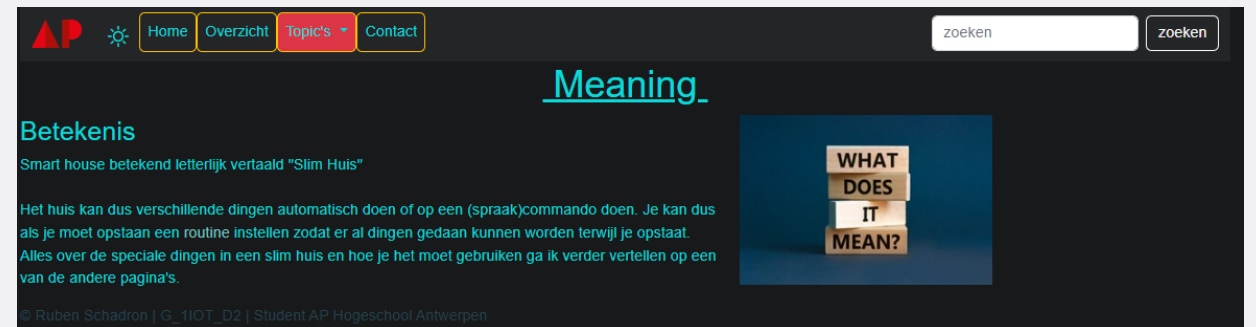 AP Home Overzicht Topic's Contact zoeken zoeken
Meaning
Betekenis
Smart house betekend letterlijk vertaald "Slim Huis"
Het huis kan dus verschillende dingen automatisch doen of op een (spraak)commando doen. Je kan dus
als je moet opstaan een routine instellen zodat er al dingen gedaan kunnen worden terwijl je opstaat.
Alles over de speciale dingen in een slim huis en hoe je het moet gebruiken ga ik verder vertellen op een
van de andere pagina's.
WHAT
DOES
IT
MEAN?
© Ruben Schadron | G_1IOT_D2 | Student AP Hogeschool Antwerpen